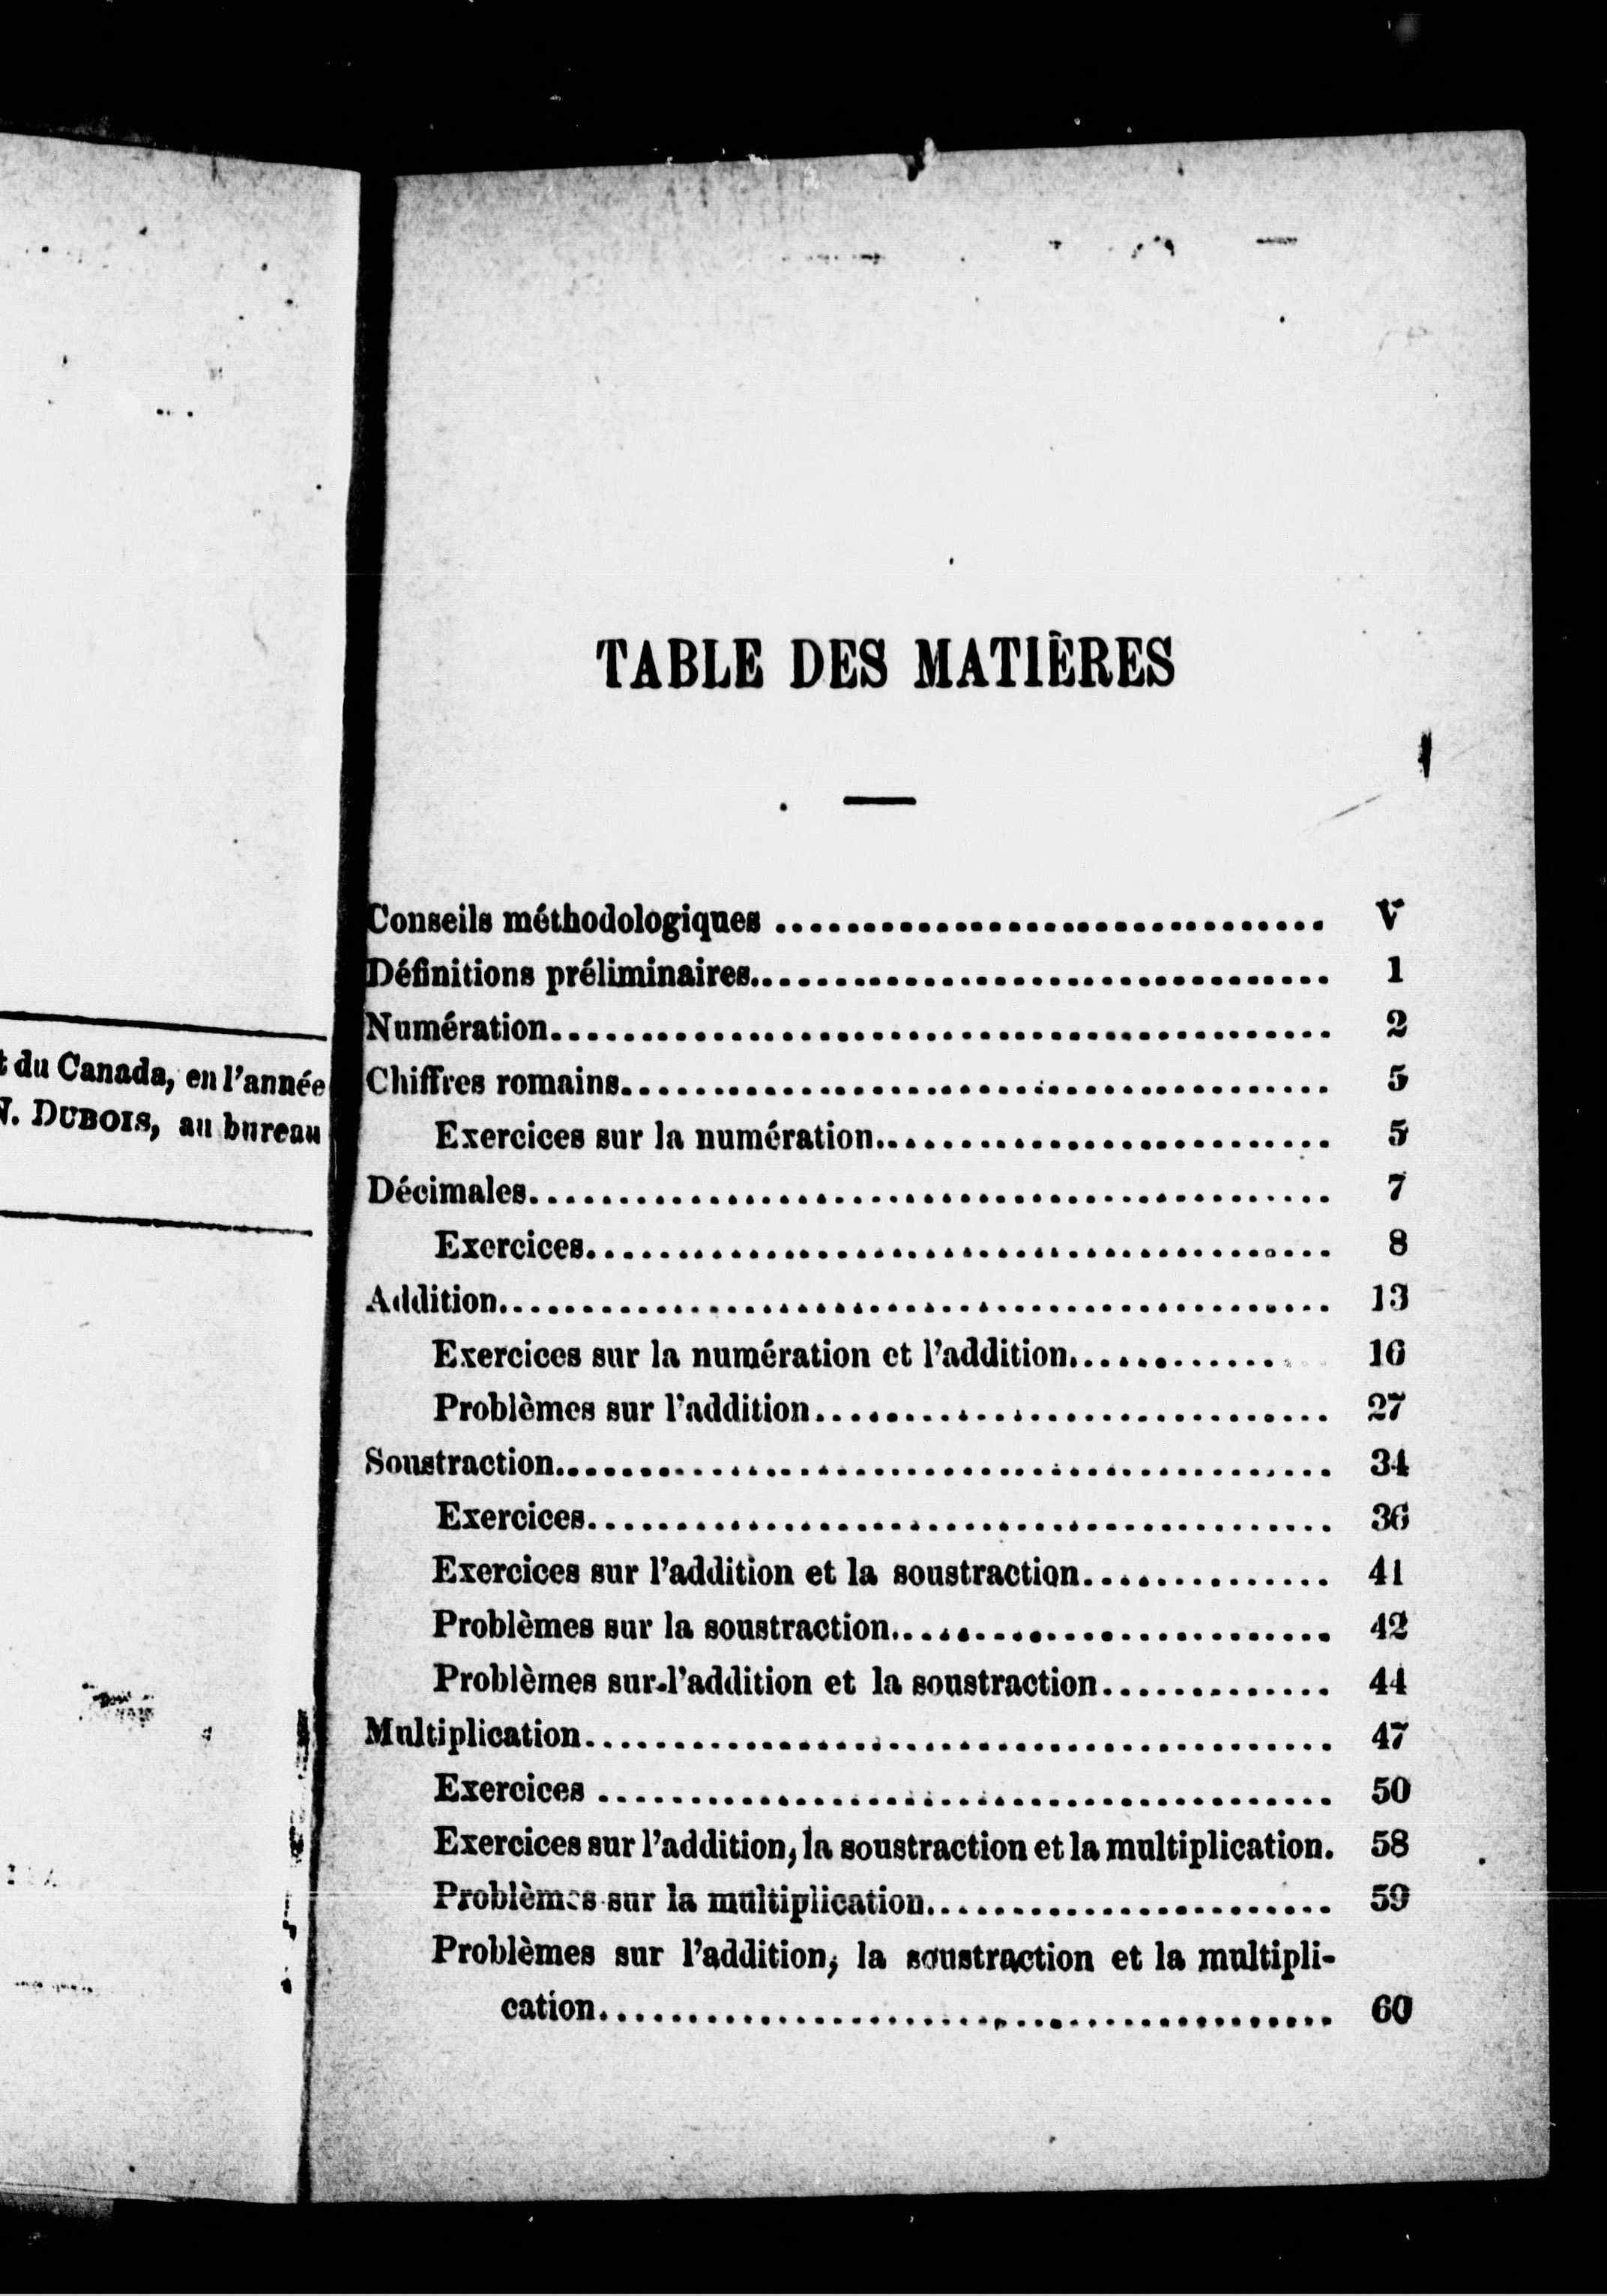 du Canada, en l'année
DUBOIS, au bureau
TABLE DES MATIÈRES
Conseils méthodologiques ............................... V
Définitions préliminaires................................ 1
Numération........................................... 2
Chiffres romains....................................... 5
Exercices sur la numération......................... 5
Décimales............................................ 7
Exercices......................................... 8
Addition.............................................. 13
Exercices sur la numération et l'addition............ 16
Problèmes sur l'addition............................. 27
Soustraction........................................... 34
Exercices......................................... 36
Exercices sur l'addition et la soustraction.............. 41
Problèmes sur la soustraction......................... 42
Problèmes sur l'addition et la soustraction............. 44
Multiplication.......................................... 47
Exercices ......................................... 50
Exercices sur l'addition, la soustraction et la multiplication. 58
Problèmes sur la multiplication....................... 59
Problèmes sur l'addition, la soustraction et la multipli-
cation......................................... 60